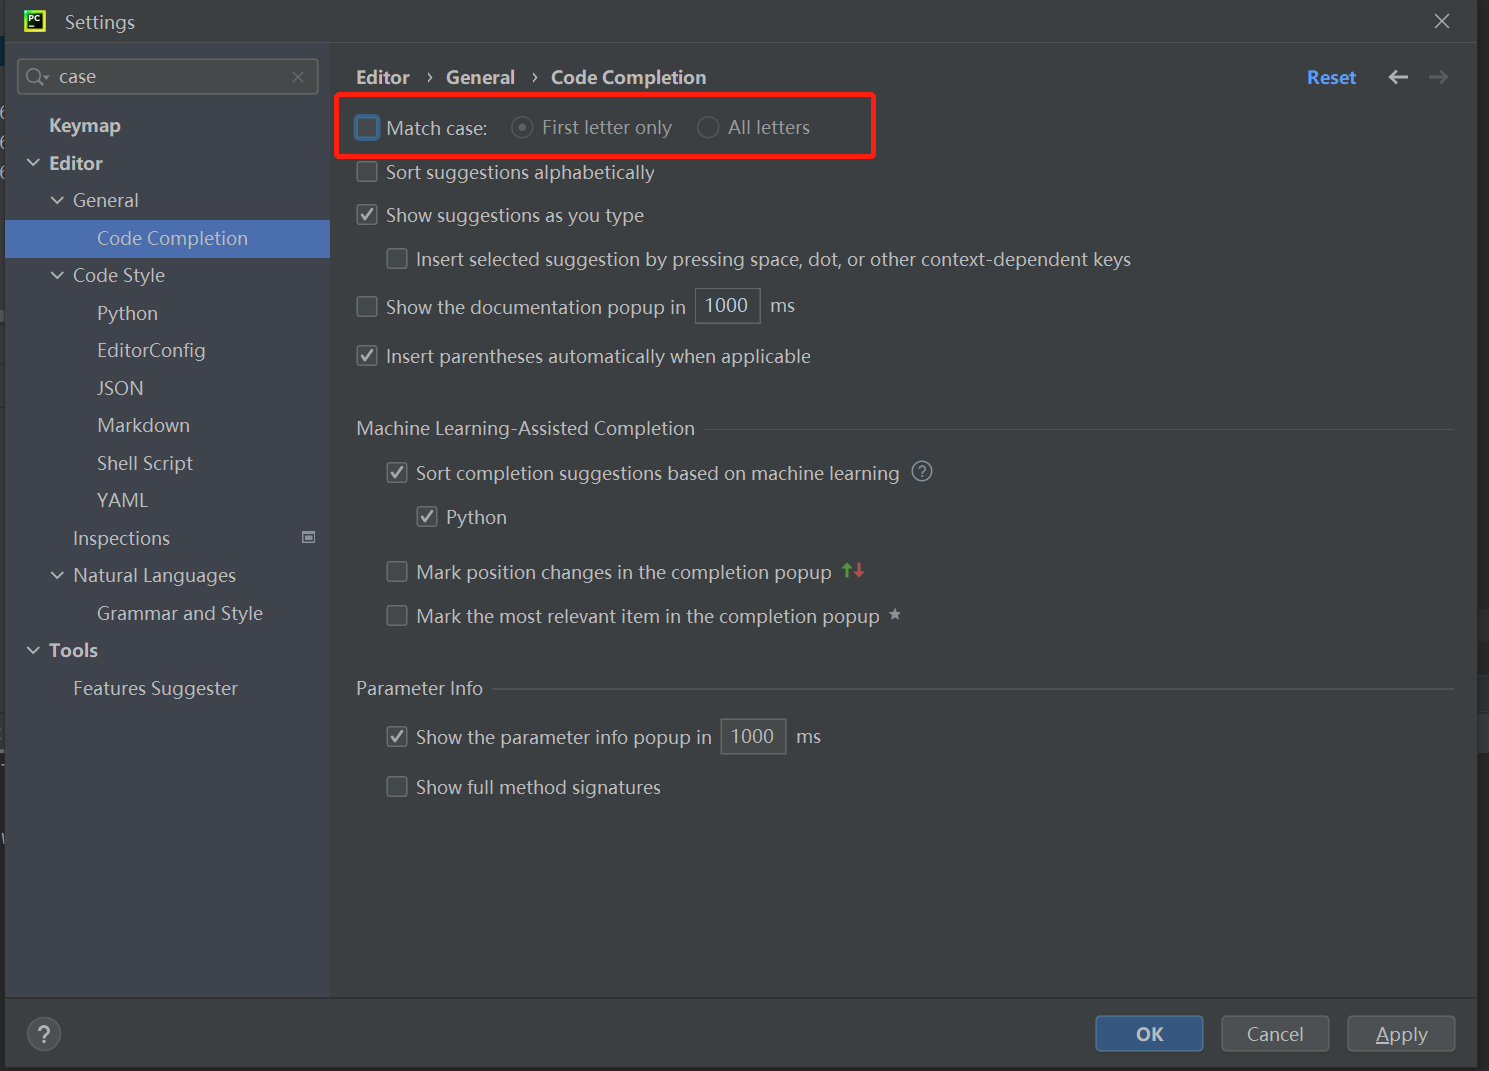 PC
Settings
case
Keymap
Editor
General
Code Completion
Code Style
Python
EditorConfig
JSON
Markdown
Shell Script
YAML
Inspections
Natural Languages
Grammar and Style
Tools
Features Suggester
Editor › General › Code Completion
Reset
Match case: First letter only All letters
Sort suggestions alphabetically
Show suggestions as you type
Insert selected suggestion by pressing space, dot, or other context-dependent keys
Show the documentation popup in 1000 ms
Insert parentheses automatically when applicable
Machine Learning-Assisted Completion
Sort completion suggestions based on machine learning ?
Python
Mark position changes in the completion popup
Mark the most relevant item in the completion popup
Parameter Info
Show the parameter info popup in 1000 ms
Show full method signatures
?
OK
Cancel
Apply